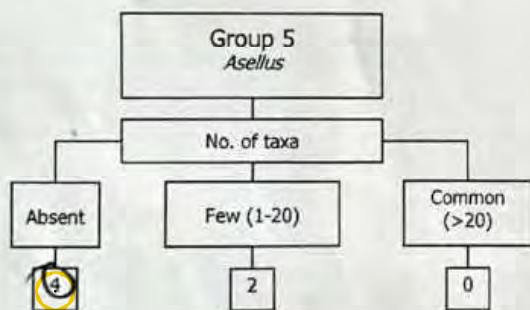 Group 5
Asellus
No. of taxa
Absent
Few (1-20)
Common
(>20)
4
2
0